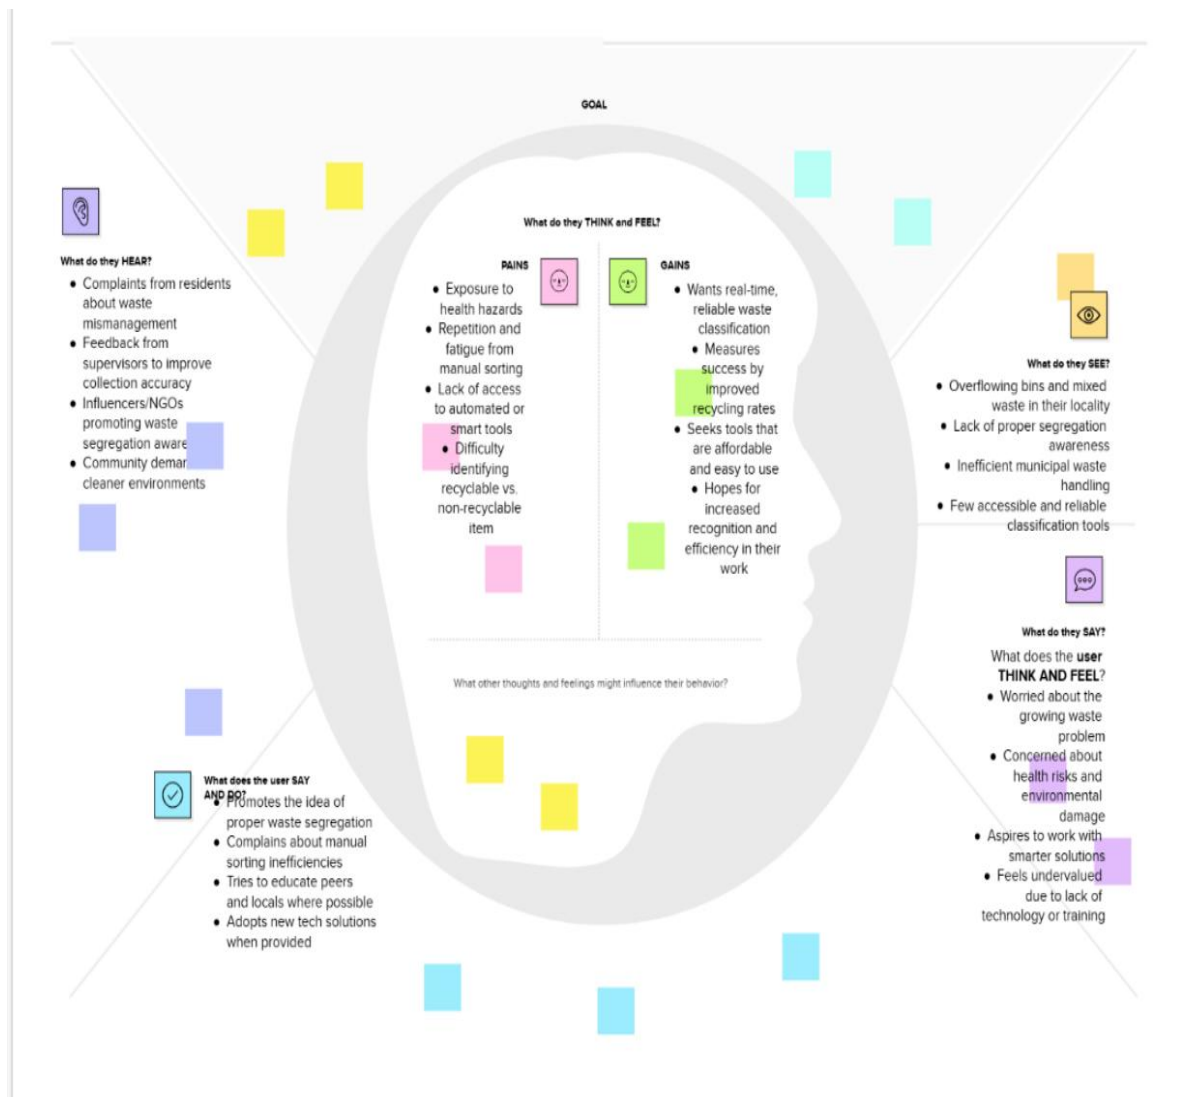 GOAL
What do they THINK and FEEL?
What do they HEAR?
• Complaints from residents
about waste
mismanagement
• Feedback from
supervisors to improve
collection accuracy
• Influencers/NGOs
promoting waste
segregation aware
• Community demar
cleaner environments
PAINS
• Exposure to
health hazards
• Repetition and
fatigue from
manual sorting
• Lack of access
to automated or
smart tools
• Difficulty
identifying
recyclable vs.
non-recyclable
item
GAINS
• Wants real-time,
reliable waste
classification
• Measures
success by
improved
recycling rates
• Seeks tools that
are affordable
and easy to use
• Hopes for
increased
recognition and
efficiency in their
work
What do they SEE?
• Overflowing bins and mixed
waste in their locality
• Lack of proper segregation
awareness
• Inefficient municipal waste
handling
• Few accessible and reliable
classification tools
What do they SAY?
What does the user
THINK AND FEEL?
• Worried about the
growing waste
problem
• Concerned about
health risks and
environmental
damage
• Aspires to work with
smarter solutions
• Feels undervalued
due to lack of
technology or training
What other thoughts and feelings might influence their behavior?
What does the user SAY
AND DO?
• Promotes the idea of
proper waste segregation
• Complains about manual
sorting inefficiencies
• Tries to educate peers
and locals where possible
• Adopts new tech solutions
when provided